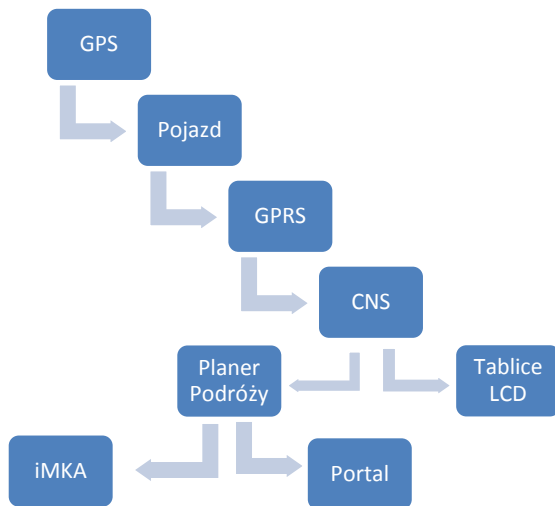 GPS
Pojazd
GPRS
CNS
Planer
Podróży
Tablice
LCD
iMKA
Portal